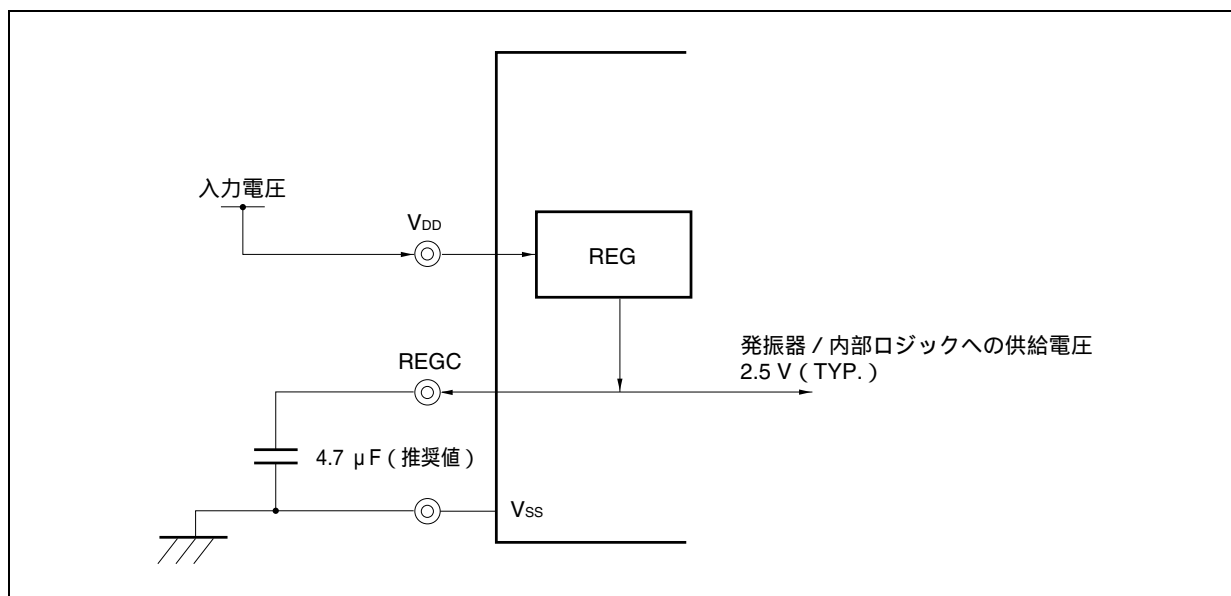 入力電圧
VDD
REG
発振器 / 内部ロジックへの供給電圧
2.5 V ( TYP. )
REGC
4.7 μF ( 推奨値 )
VSS